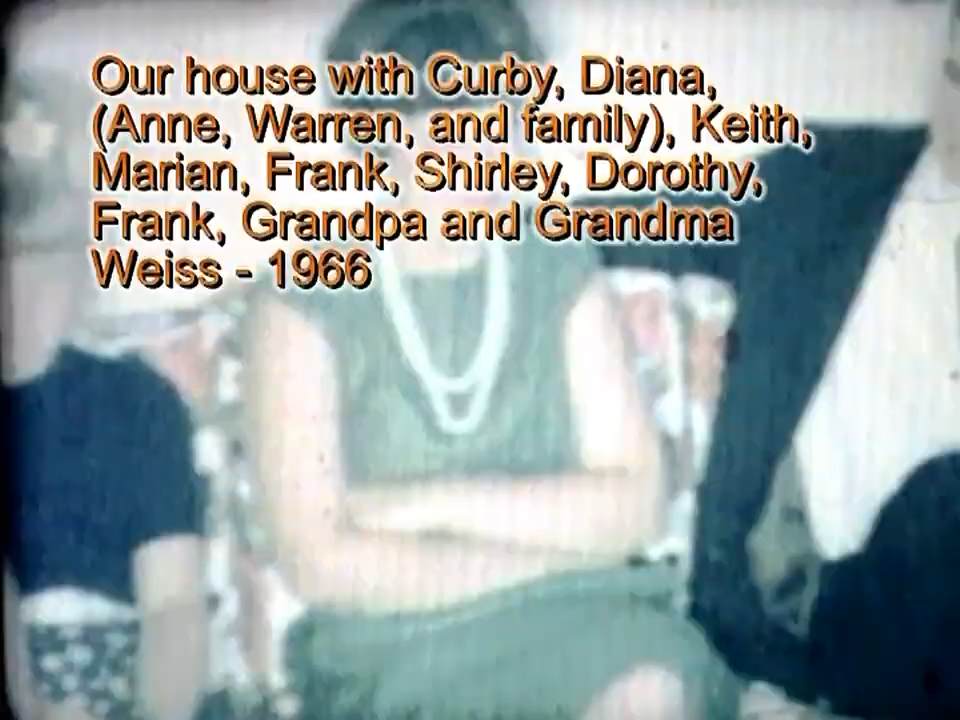 Our house with Curby, Diana,
(Anne, Warren, and family), Keith,
Marian, Frank, Shirley, Dorothy,
Frank, Grandpa and Grandma
Weiss - 1966